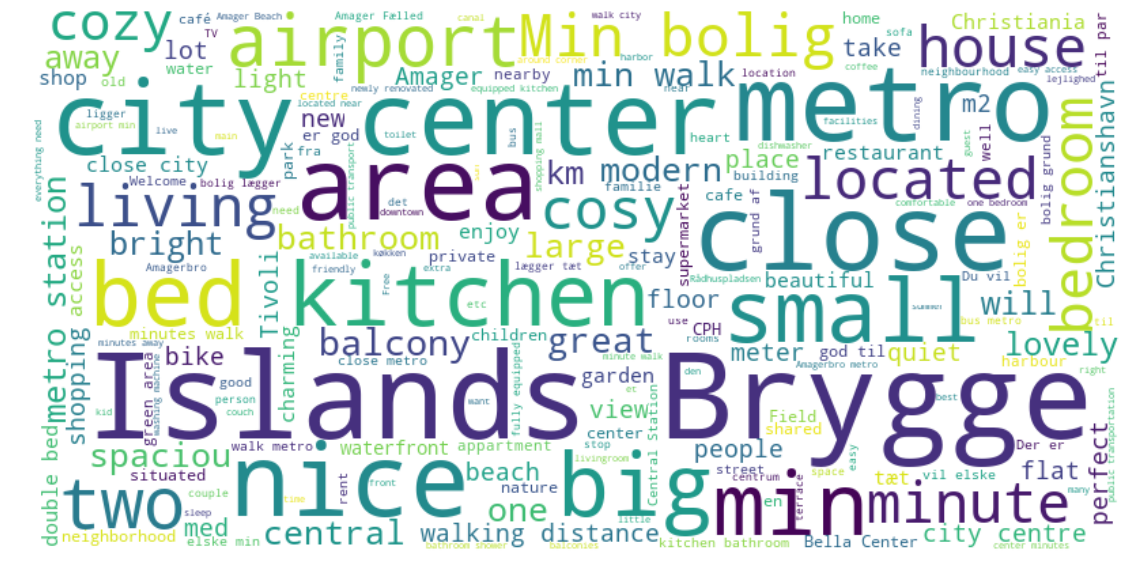 cozy
café
Amager Beach
Amager Fælled
canal
walk city
home
Christiania
away
TV
lot
airport
Min bolig
around corner
harbor
take
sofa
coffee
house
til par
shop
old
water
light
family
Amager
nearby
min walk
location
neighbourhood
easy access
lejlighed
city center
metro
newly renovated
equipped kitchen
near
centre
located near
new
m2
ligger
airport min
live
main
er god
toilet
bus
heart
facilities
dining
guest
well
Christianshavn
everything need
close city
park
fra
public transport
shopping mall
modern
place
building
dishwasher
restaurant
Welcome
bolig lægger
area
km
familie
cafe
located
one bedroom
bolig grund
bedroom
living
need
det
downtown
cosy
supermarket
grund af
close
comfortable
bolig er
bright
bathroom
enjoy
large
stay
metro station
access
Amagerbro
Tivoli
available
køkken
private
friendly
extra
lægger tæt
offer
Rådhuspladsen
beautiful
Du vil
bed
kitchen
Free
etc
floor
small
will
summer
bus metro
til
minutes walk
shopping
minutes away
bike
balcony
children
great
use
CPH
rooms
meter
god til
quiet
lovely
harbour
charming
close metro
minute walk
den
Amagerbro metro
right
green area
washing machine
good
person
couch
Islands Brygge
fully equipped
want
et
garden
view
best
kid
Central Station
center
Field
shared
double bed
spaciou
walk metro
waterfront
appartment
stop
people
Der er
perfect
public transportation
situated
nice
beach
livingroom
street
centrum
space
easy
tæt
vil elske
flat
many
two
couple
sleep
time
rent
front
nature
big
min
terrace
en
minute
neighborhood
med
elske min
central
one
little
walking distance
bathroom shower
balconies
kitchen bathroom
Bella Center
city centre
center minutes